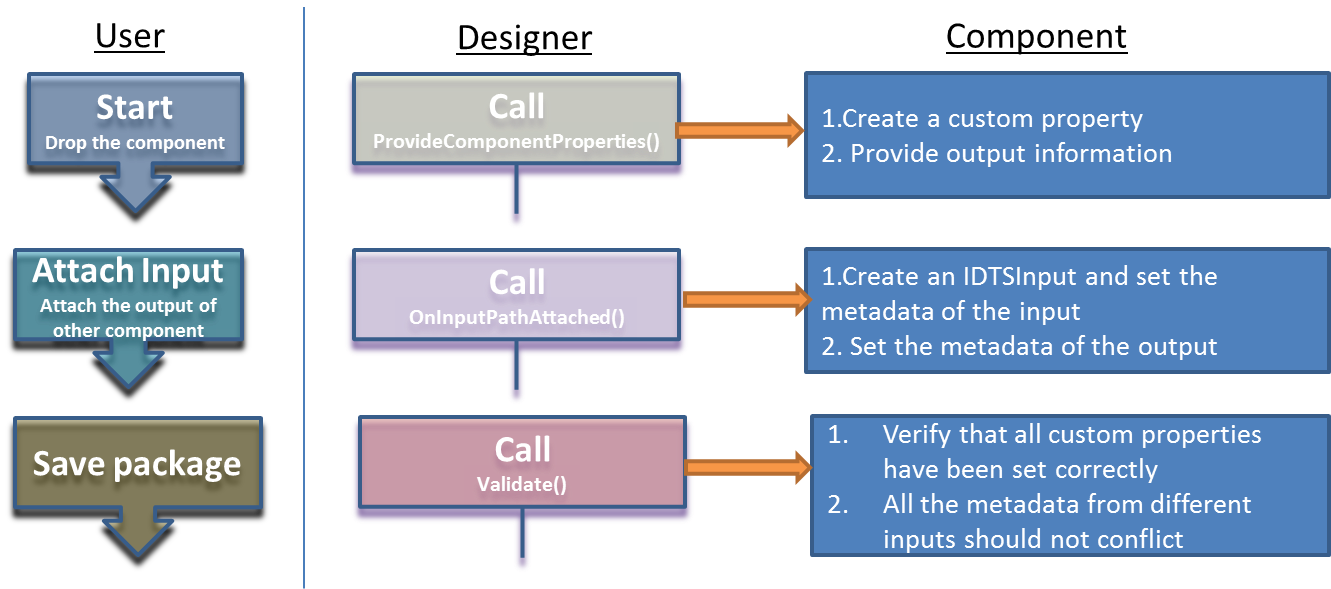 User
Designer
Component
Start
Drop the component
Call
ProvideComponentProperties()
1.Create a custom property
2. Provide output information
Attach Input
Attach the output of
other component
Call
OnInputPathAttached()
1.Create an IDTSInput and set the
metadata of the input
2. Set the metadata of the output
Save package
Call
Validate()
1. Verify that all custom properties
have been set correctly
2. All the metadata from different
inputs should not conflict